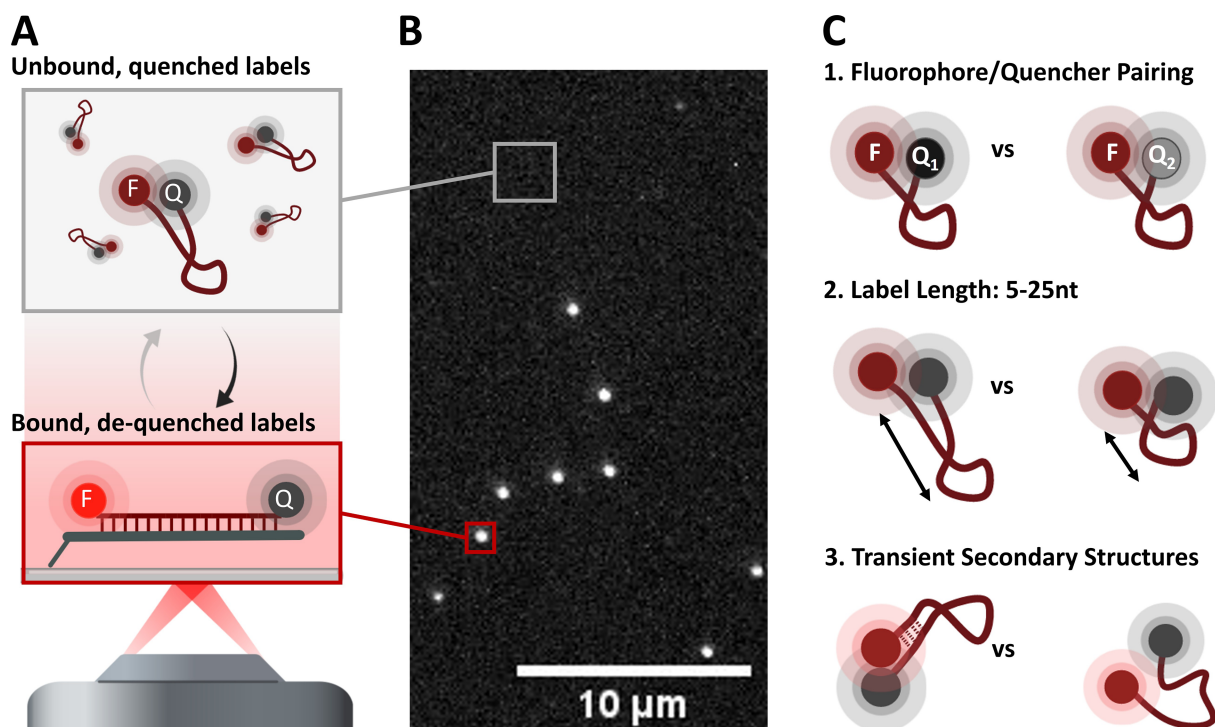 A
Unbound, quenched labels
F
Q
Bound, de-quenched labels
F
Q
B
10 µm
C
1. Fluorophore/Quencher Pairing
F
Q1
vs
F
Q2
2. Label Length: 5-25nt
vs
3. Transient Secondary Structures
vs